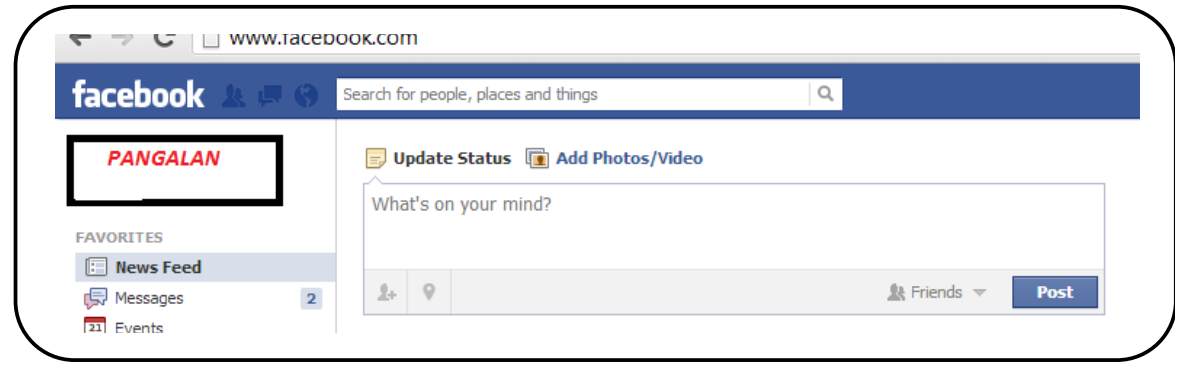 www.facebook.com
facebook
Search for people, places and things
PANGALAN
Update Status Add Photos/Video
What's on your mind?
FAVORITES
News Feed
Messages 2
Friends Post
21 Events